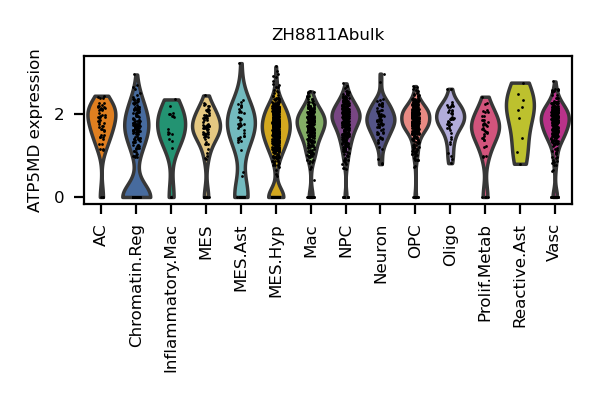 ZH8811Abulk
ATP5MD expression
2
0
AC
Chromatin.Reg
Inflammatory.Mac
MES
MES.Ast
MES.Hyp
Mac
NPC
Neuron
OPC
Oligo
Prolif.Metab
Reactive.Ast
Vasc